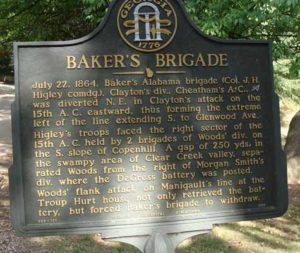 GEORGIA
1776
BAKER'S BRIGADE
July 22, 1864. Baker's Alabama brigade (Col. J. H.
Higley comdg.), Clayton's div., Cheatham's A.C.,
was diverted N.E. in Clayton's attack on the
15th A. C. eastward, this forming the extreme
left of the line extending S. to Glenwood Ave.
Higley's troops faced the right sector of the
15th A. C. held by 2 brigades of Woods' div. on
the S. slope of Copenhill. A gap of 250 yds. in
the swampy area of Clear Creek valley, sepa-
rated Woods from the right of Morgan Smith's
div. where the DeGress battery was posted.
Woods' flank attack on Manigault's line at the
Troup Hurt house, not only retrieved the bat-
tery, but forced Baker's brigade to withdraw.